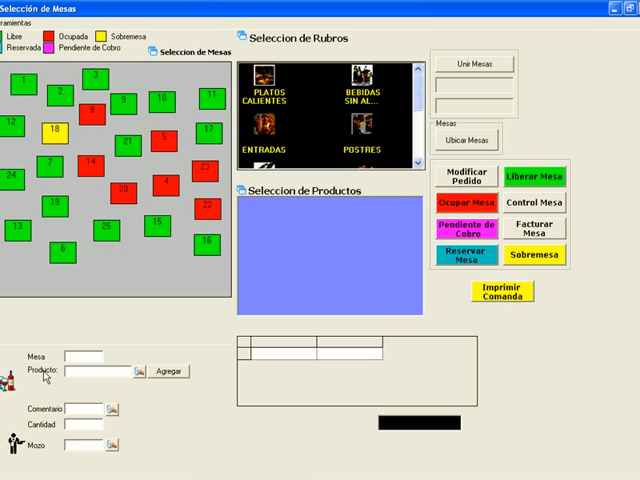 Selección de Mesas
ramientas
Libre
Ocupada
Sobremesa
Reservada
Pendiente de Cobro
Seleccion de Mesas
1
2
3
8
9
10
11
12
18
21
5
17
7
14
24
20
4
23
19
22
13
25
15
6
16
Seleccion de Rubros
PLATOS CALIENTES
BEBIDAS SIN AL...
ENTRADAS
POSTRES
Seleccion de Productos
Unir Mesas
Mesas
Ubicar Mesas
Modificar Pedido
Liberar Mesa
Ocupar Mesa
Control Mesa
Pendiente de Cobro
Facturar Mesa
Reservar Mesa
Sobremesa
Imprimir Comanda
Mesa
Producto:
Agregar
Comentario
Cantidad
Mozo